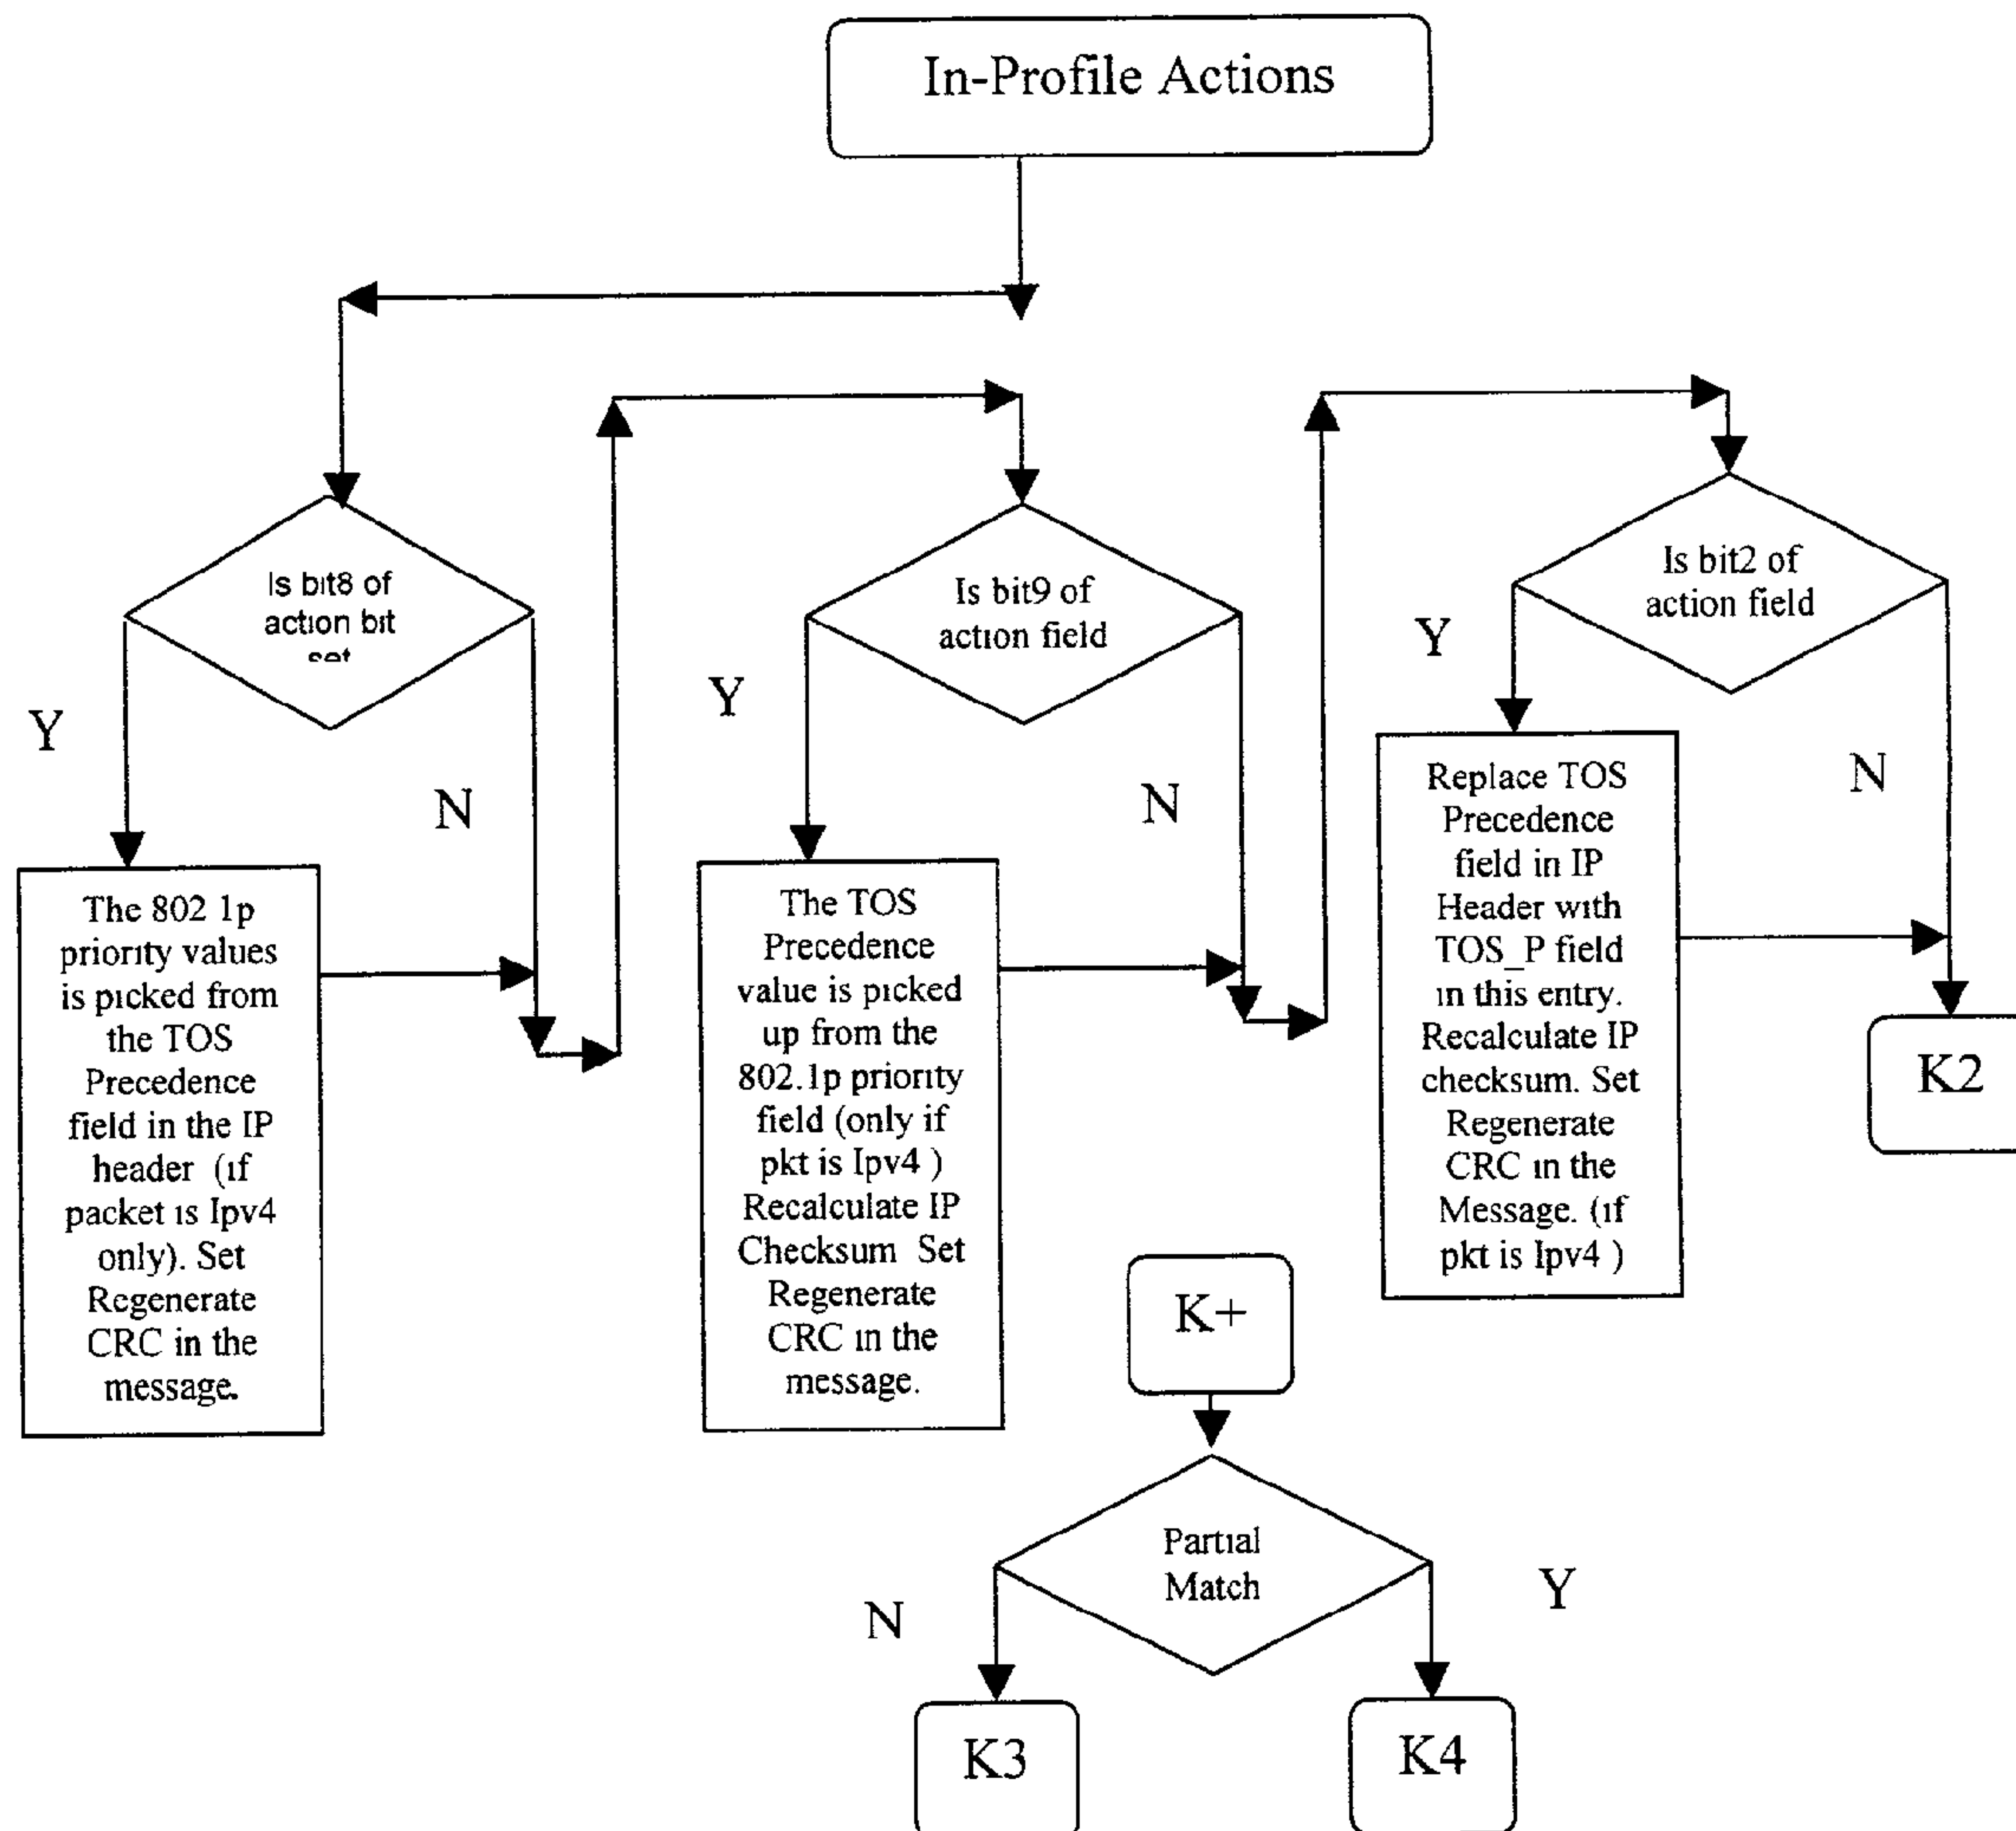 In-Profile Actions
Is bit8 of
action bit
set
Y
N
The 802 1p
priority values
is picked from
the TOS
Precedence
field in the IP
header (if
packet is Ipv4
only). Set
Regenerate
CRC in the
message.
Is bit9 of
action field
Y
N
The TOS
Precedence
value is picked
up from the
802.1p priority
field (only if
pkt is Ipv4 )
Recalculate IP
Checksum Set
Regenerate
CRC in the
message.
Is bit2 of
action field
Y
N
Replace TOS
Precedence
field in IP
Header with
TOS_P field
in this entry.
Recalculate IP
checksum. Set
Regenerate
CRC in the
Message. (if
pkt is Ipv4 )
K2
K+
Partial
Match
N
Y
K3
K4